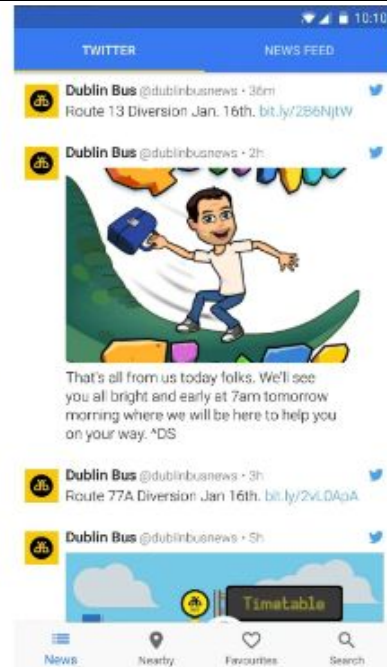 10:10
TWITTER
NEWS FEED
Dublin Bus @dublinbusnews • 36m
Route 13 Diversion Jan. 16th. bit.ly/2B6NjtW
Dublin Bus @dublinbusnews • 2h
That's all from us today folks. We'll see
you all bright and early at 7am tomorrow
morning where we will be here to help you
on your way. ^DS
Dublin Bus @dublinbusnews • 3h
Route 77A Diversion Jan 16th. bit.ly/2vL0ApA
Dublin Bus @dublinbusnews • 5h
Timetable
News
Nearby
Favourites
Search